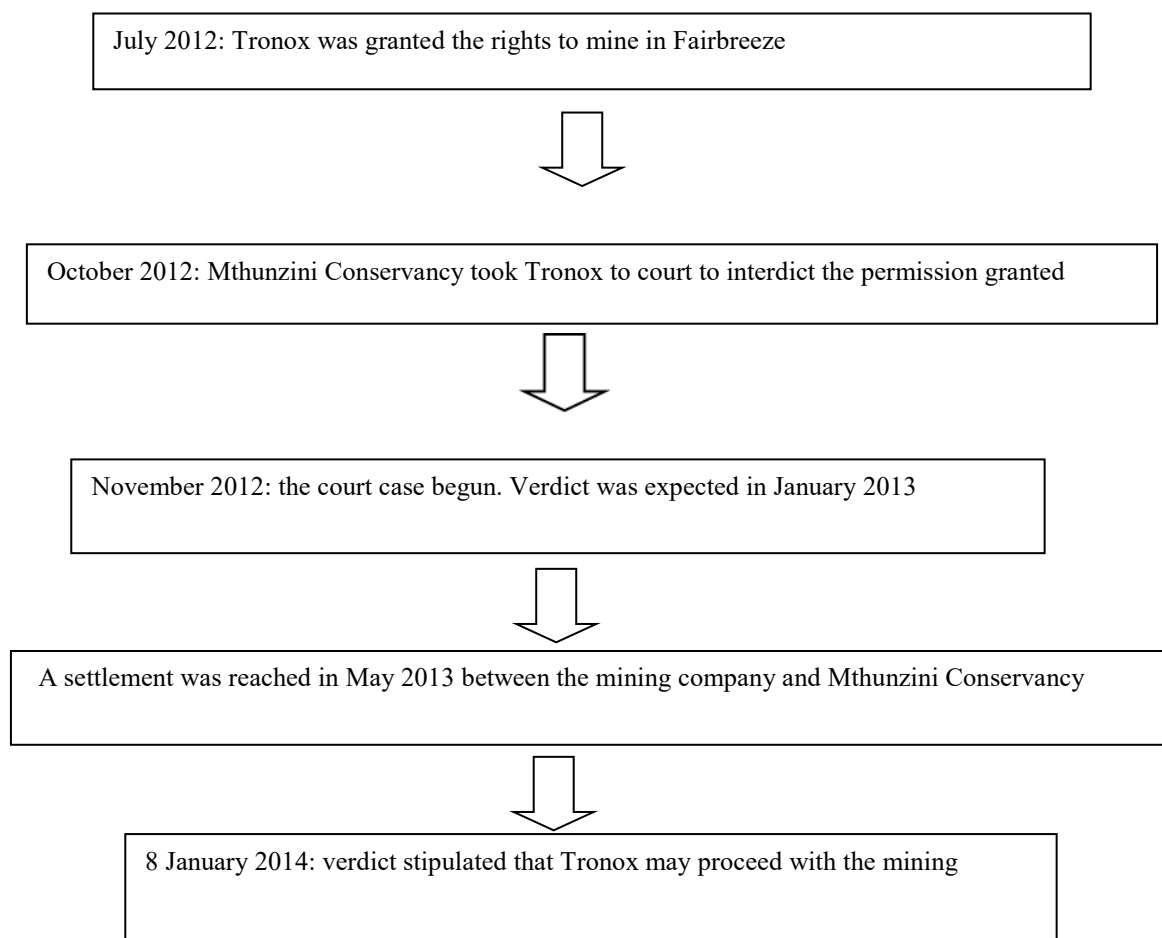 July 2012: Tronox was granted the rights to mine in Fairbreeze
October 2012: Mthunzini Conservancy took Tronox to court to interdict the permission granted
November 2012: the court case begun. Verdict was expected in January 2013
A settlement was reached in May 2013 between the mining company and Mthunzini Conservancy
8 January 2014: verdict stipulated that Tronox may proceed with the mining